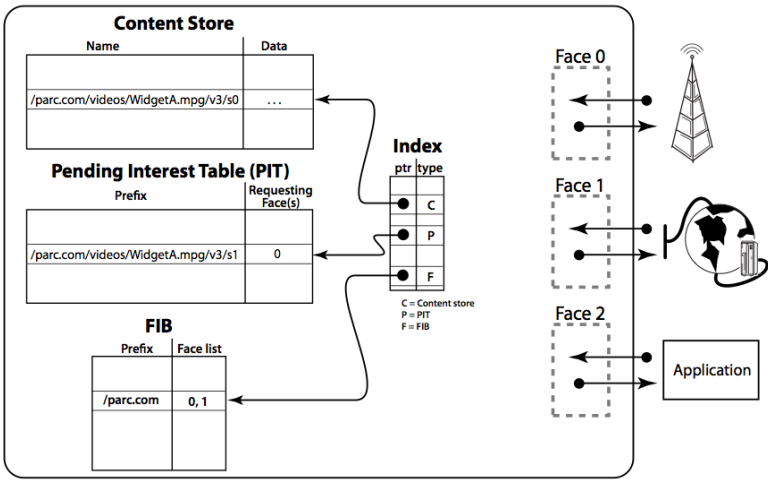 Content Store
Name Data
/parc.com/videos/WidgetA.mpg/v3/s0 ...
Pending Interest Table (PIT)
Prefix Requesting
Face(s)
/parc.com/videos/WidgetA.mpg/v3/s1 0
FIB
Prefix Face list
/parc.com 0, 1
Index
ptr type
C
P
F
C = Content store
P = PIT
F = FIB
Face 0
Face 1
Face 2
Application